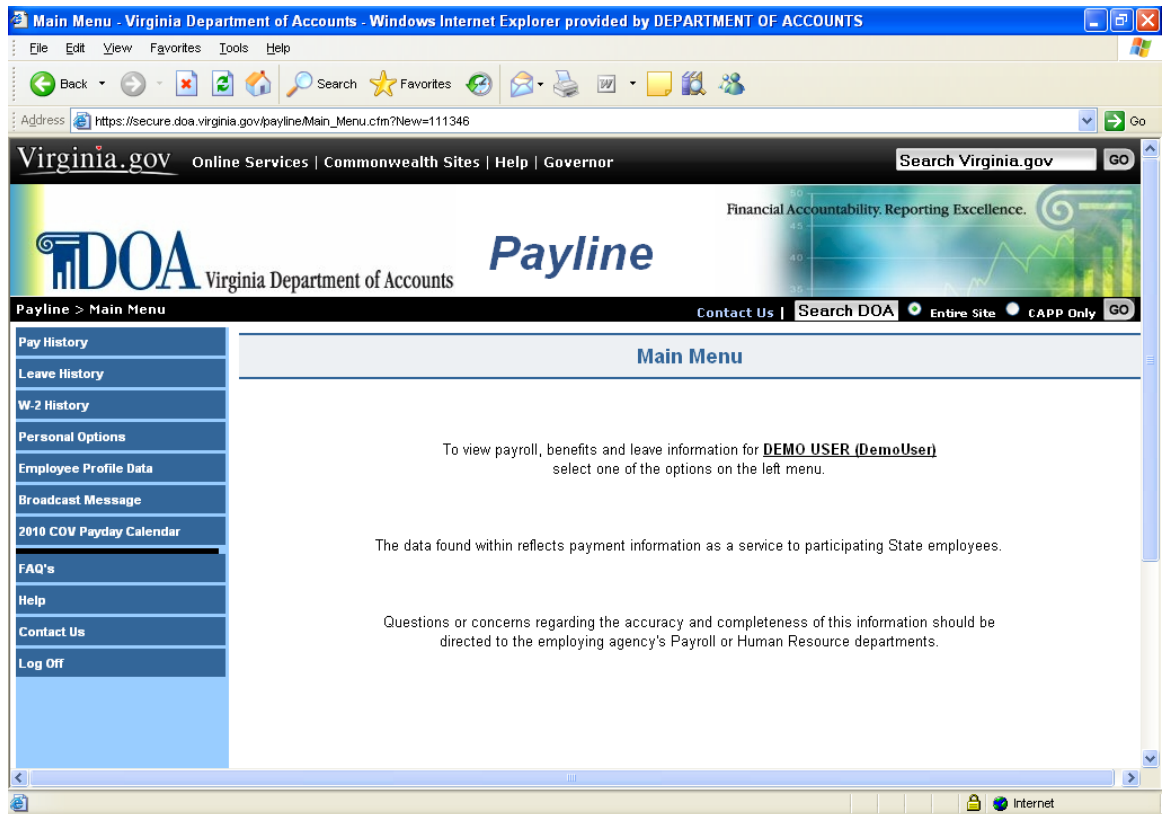 Main Menu - Virginia Department of Accounts - Windows Internet Explorer provided by DEPARTMENT OF ACCOUNTS
File Edit View Favorites Tools Help
Back Search Favorites
Address https://secure.doa.virginia.gov/payline/Main_Menu.cfm?New=111346 Go
Virginia.gov Online Services | Commonwealth Sites | Help | Governor Search Virginia.gov GO
Financial Accountability. Reporting Excellence.
50
45
40
35
DOA Virginia Department of Accounts Payline
Payline > Main Menu Contact Us | Search DOA Entire Site CAPP Only GO
Pay History
Leave History
W-2 History
Personal Options
Employee Profile Data
Broadcast Message
2010 COV Payday Calendar
FAQ's
Help
Contact Us
Log Off
Main Menu
To view payroll, benefits and leave information for DEMO USER (DemoUser)
select one of the options on the left menu.
The data found within reflects payment information as a service to participating State employees.
Questions or concerns regarding the accuracy and completeness of this information should be
directed to the employing agency's Payroll or Human Resource departments.
Internet